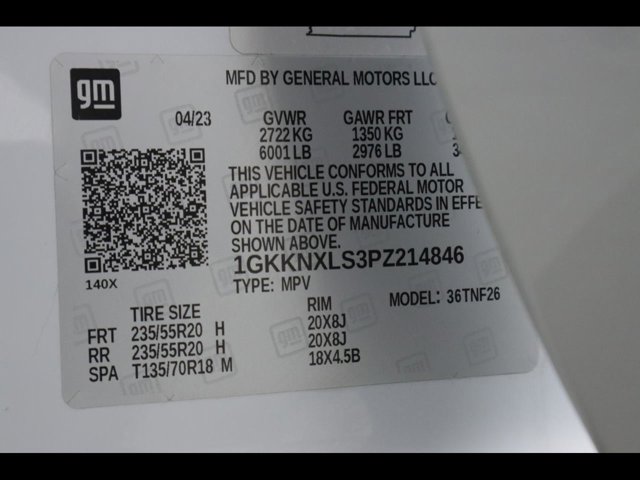 gm
MFD BY GENERAL MOTORS LLC
04/23 GVWR GAWR FRT
2722 KG 1350 KG
6001 LB 2976 LB
THIS VEHICLE CONFORMS TO ALL
APPLICABLE U.S. FEDERAL MOTOR
VEHICLE SAFETY STANDARDS IN EFFE
ON THE DATE OF MANUFACTURE
SHOWN ABOVE.
1GKKNXLS3PZ214846
140X TYPE: MPV MODEL: 36TNF26
TIRE SIZE RIM
FRT 235/55R20 H 20X8J
RR 235/55R20 H 20X8J
SPA T135/70R18 M 18X4.5B